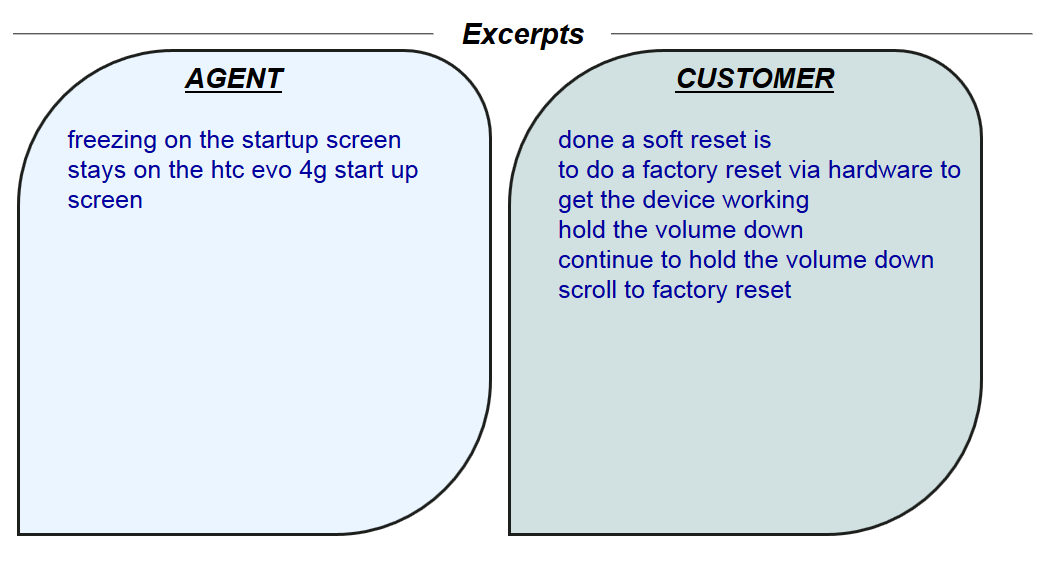 Excerpts
AGENT
freezing on the startup screen
stays on the htc evo 4g start up
screen
CUSTOMER
done a soft reset is
to do a factory reset via hardware to
get the device working
hold the volume down
continue to hold the volume down
scroll to factory reset